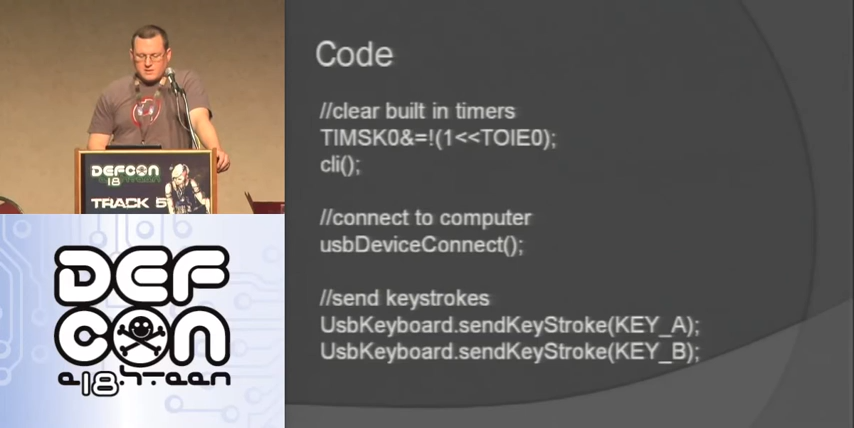 DEFCON
18
TRACK 5
DEF
CON
Code
//clear built in timers
TIMSK0&=!(1<<TOIE0);
cli();
//connect to computer
usbDeviceConnect();
//send keystrokes
UsbKeyboard.sendKeyStroke(KEY_A);
UsbKeyboard.sendKeyStroke(KEY_B);